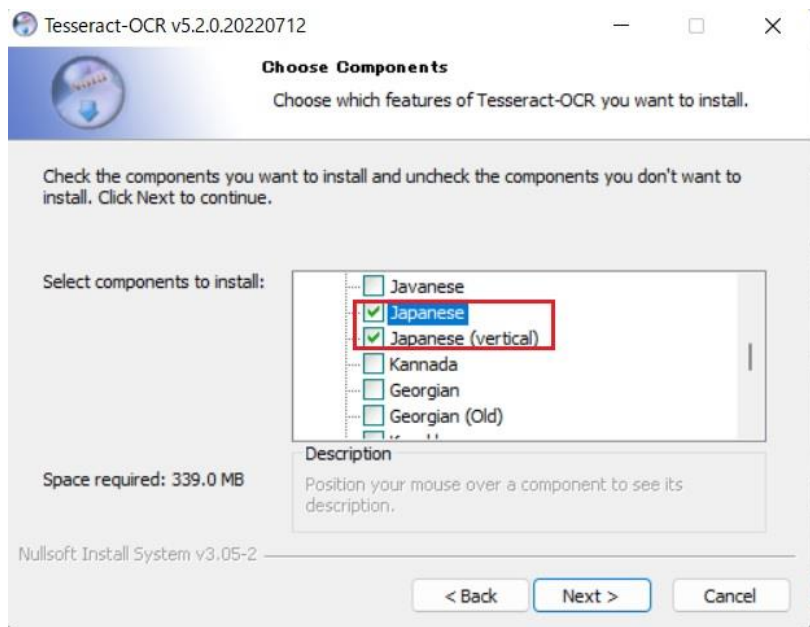 Tesseract-OCR v5.2.0.20220712
Choose Components
Choose which features of Tesseract-OCR you want to install.
Check the components you want to install and uncheck the components you don't want to
install. Click Next to continue.
Select components to install:
Javanese
Japanese
Japanese (vertical)
Kannada
Georgian
Georgian (Old)
Space required: 339.0 MB
Description
Position your mouse over a component to see its
description.
Nullsoft Install System v3.05-2
< Back
Next >
Cancel